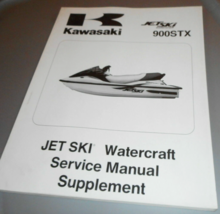 Kawasaki
JET SKI
900STX
JET SKI® Watercraft
Service Manual
Supplement